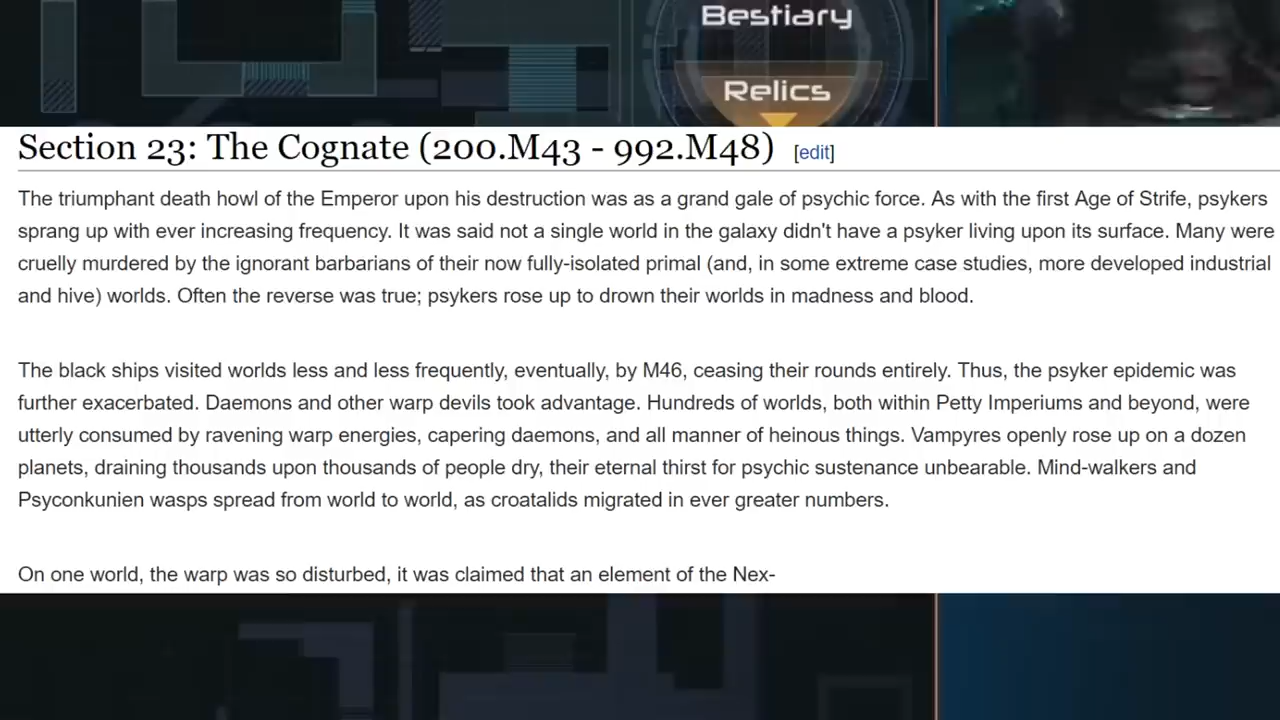 Bestiary
Relics
Section 23: The Cognate (200.M43 - 992.M48) [edit]
The triumphant death howl of the Emperor upon his destruction was as a grand gale of psychic force. As with the first Age of Strife, psykers
sprang up with ever increasing frequency. It was said not a single world in the galaxy didn't have a psyker living upon its surface. Many were
cruelly murdered by the ignorant barbarians of their now fully-isolated primal (and, in some extreme case studies, more developed industrial
and hive) worlds. Often the reverse was true; psykers rose up to drown their worlds in madness and blood.
The black ships visited worlds less and less frequently, eventually, by M46, ceasing their rounds entirely. Thus, the psyker epidemic was
further exacerbated. Daemons and other warp devils took advantage. Hundreds of worlds, both within Petty Imperiums and beyond, were
utterly consumed by ravening warp energies, capering daemons, and all manner of heinous things. Vampyres openly rose up on a dozen
planets, draining thousands upon thousands of people dry, their eternal thirst for psychic sustenance unbearable. Mind-walkers and
Psyconkunien wasps spread from world to world, as croatalids migrated in ever greater numbers.
On one world, the warp was so disturbed, it was claimed that an element of the Nex-